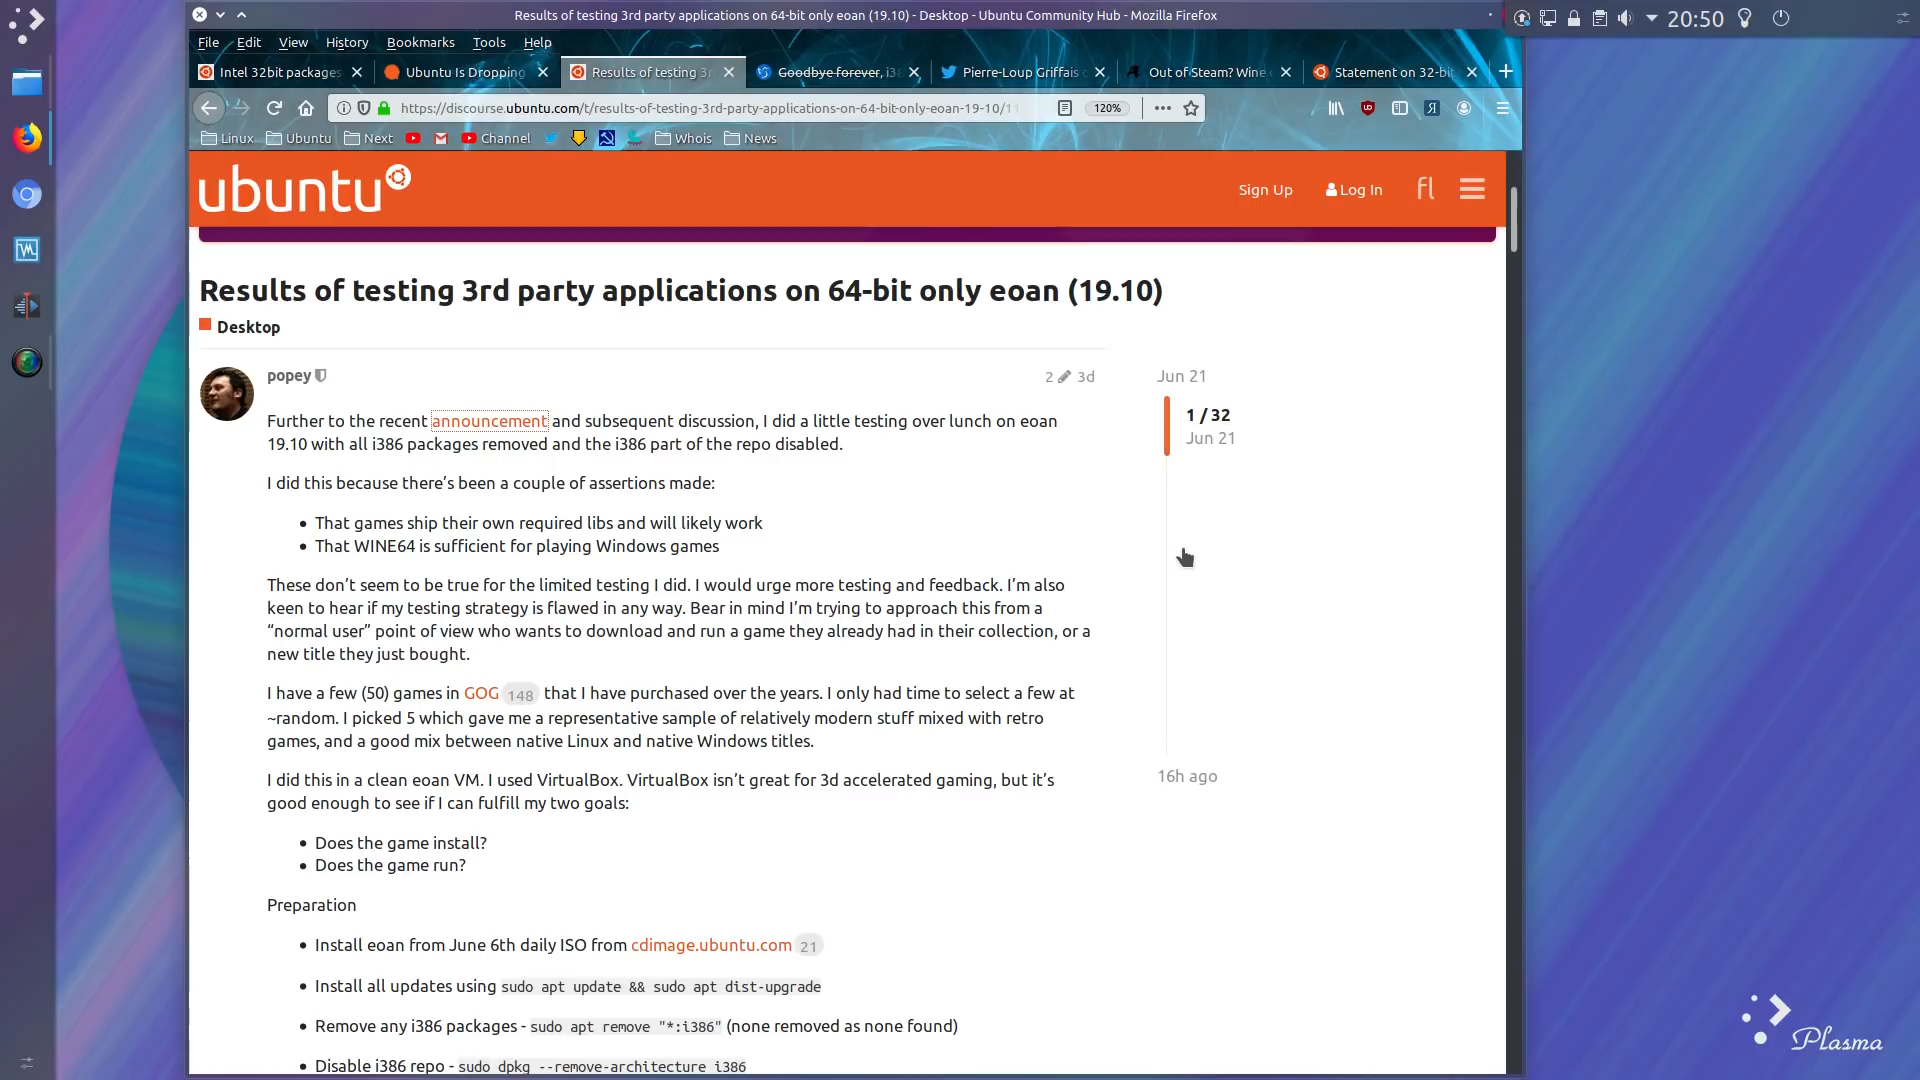 Results of testing 3rd party applications on 64-bit only eoan (19.10) - Desktop - Ubuntu Community Hub - Mozilla Firefox
20:50
File Edit View History Bookmarks Tools Help
Intel 32bit packages
Ubuntu Is Dropping
Results of testing 3r
Goodbye forever, i38
Pierre-Loup Griffais
Out of Steam? Wine
Statement on 32-bit
https://discourse.ubuntu.com/t/results-of-testing-3rd-party-applications-on-64-bit-only-eoan-19-10/11
120%
Linux Ubuntu Next Channel Whois News
ubuntu
Sign Up Log In
Results of testing 3rd party applications on 64-bit only eoan (19.10)
Desktop
popey
2 3d
Further to the recent announcement and subsequent discussion, I did a little testing over lunch on eoan
19.10 with all i386 packages removed and the i386 part of the repo disabled.
I did this because there’s been a couple of assertions made:
• That games ship their own required libs and will likely work
• That WINE64 is sufficient for playing Windows games
These don’t seem to be true for the limited testing I did. I would urge more testing and feedback. I’m also
keen to hear if my testing strategy is flawed in any way. Bear in mind I’m trying to approach this from a
“normal user” point of view who wants to download and run a game they already had in their collection, or a
new title they just bought.
I have a few (50) games in GOG 148 that I have purchased over the years. I only had time to select a few at
~random. I picked 5 which gave me a representative sample of relatively modern stuff mixed with retro
games, and a good mix between native Linux and native Windows titles.
I did this in a clean eoan VM. I used VirtualBox. VirtualBox isn’t great for 3d accelerated gaming, but it’s
good enough to see if I can fulfill my two goals:
• Does the game install?
• Does the game run?
Preparation
• Install eoan from June 6th daily ISO from cdimage.ubuntu.com 21
• Install all updates using sudo apt update && sudo apt dist-upgrade
• Remove any i386 packages - sudo apt remove "*:i386" (none removed as none found)
• Disable i386 repo - sudo dpkg --remove-architecture i386
Jun 21
1 / 32
Jun 21
16h ago
Plasma